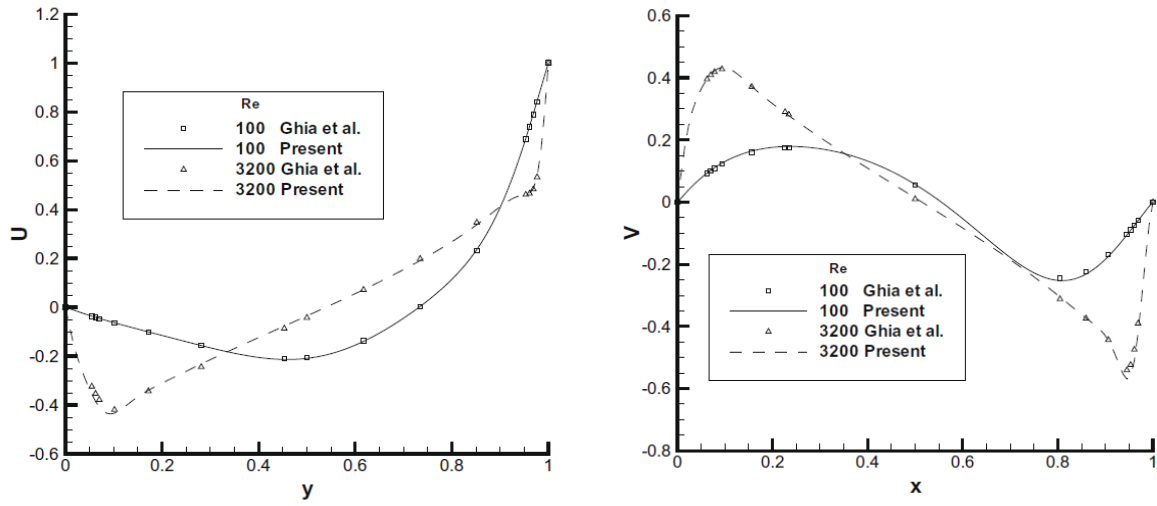 1.2
1
0.8
0.6
0.4
0.2
0
-0.2
-0.4
-0.6
U
0 0.2 0.4 0.6 0.8 1
y
Re
100 Ghia et al.
100 Present
3200 Ghia et al.
3200 Present
0.6
0.4
0.2
0
-0.2
-0.4
-0.6
-0.8
V
0 0.2 0.4 0.6 0.8 1
x
Re
100 Ghia et al.
100 Present
3200 Ghia et al.
3200 Present